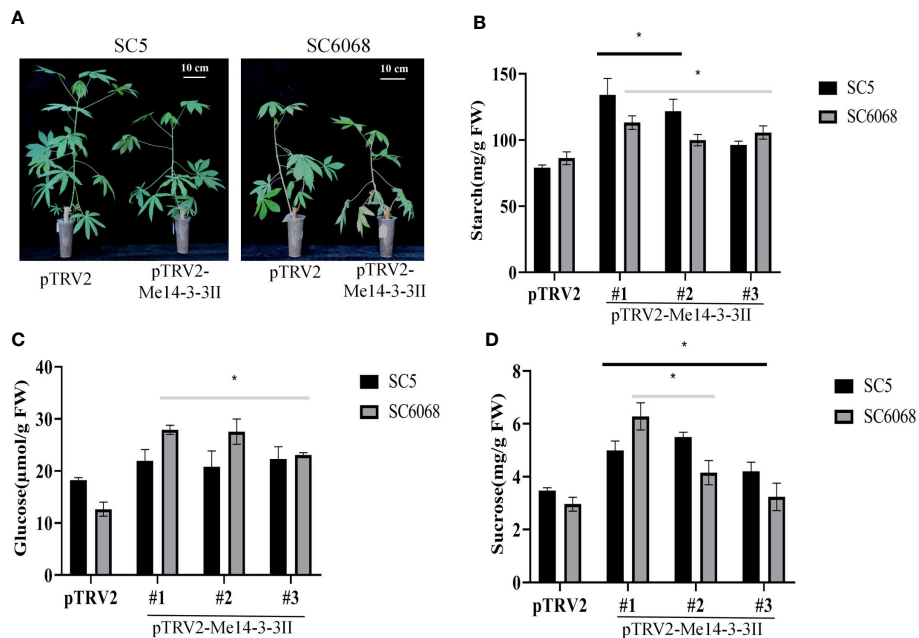 A
SC5
SC6068
10 cm
10 cm
pTRV2
pTRV2-
Me14-3-3II
pTRV2
pTRV2-
Me14-3-3II
B
*
*
SC5
SC6068
Starch(mg/g FW)
150
100
50
0
pTRV2
#1
#2
#3
pTRV2-Me14-3-3II
C
*
SC5
SC6068
Glucose(μmol/g FW)
40
30
20
10
0
pTRV2
#1
#2
#3
pTRV2-Me14-3-3II
D
*
*
SC5
SC6068
Sucrose(mg/g FW)
8
6
4
2
0
pTRV2
#1
#2
#3
pTRV2-Me14-3-3II